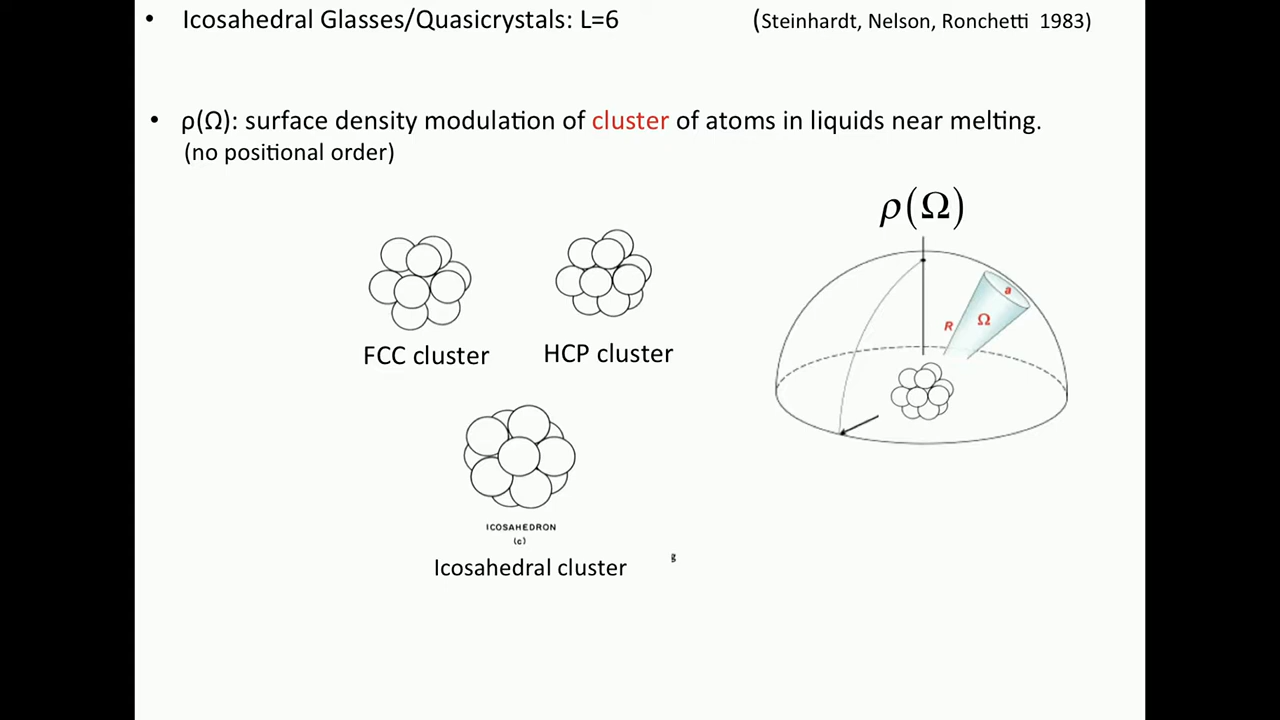 • Icosahedral Glasses/Quasicrystals: L=6 (Steinhardt, Nelson, Ronchetti 1983)
• ρ(Ω): surface density modulation of cluster of atoms in liquids near melting.
(no positional order)
ρ(Ω)
a
Ω
R
FCC cluster
HCP cluster
ICOSAHEDRON
(c)
Icosahedral cluster